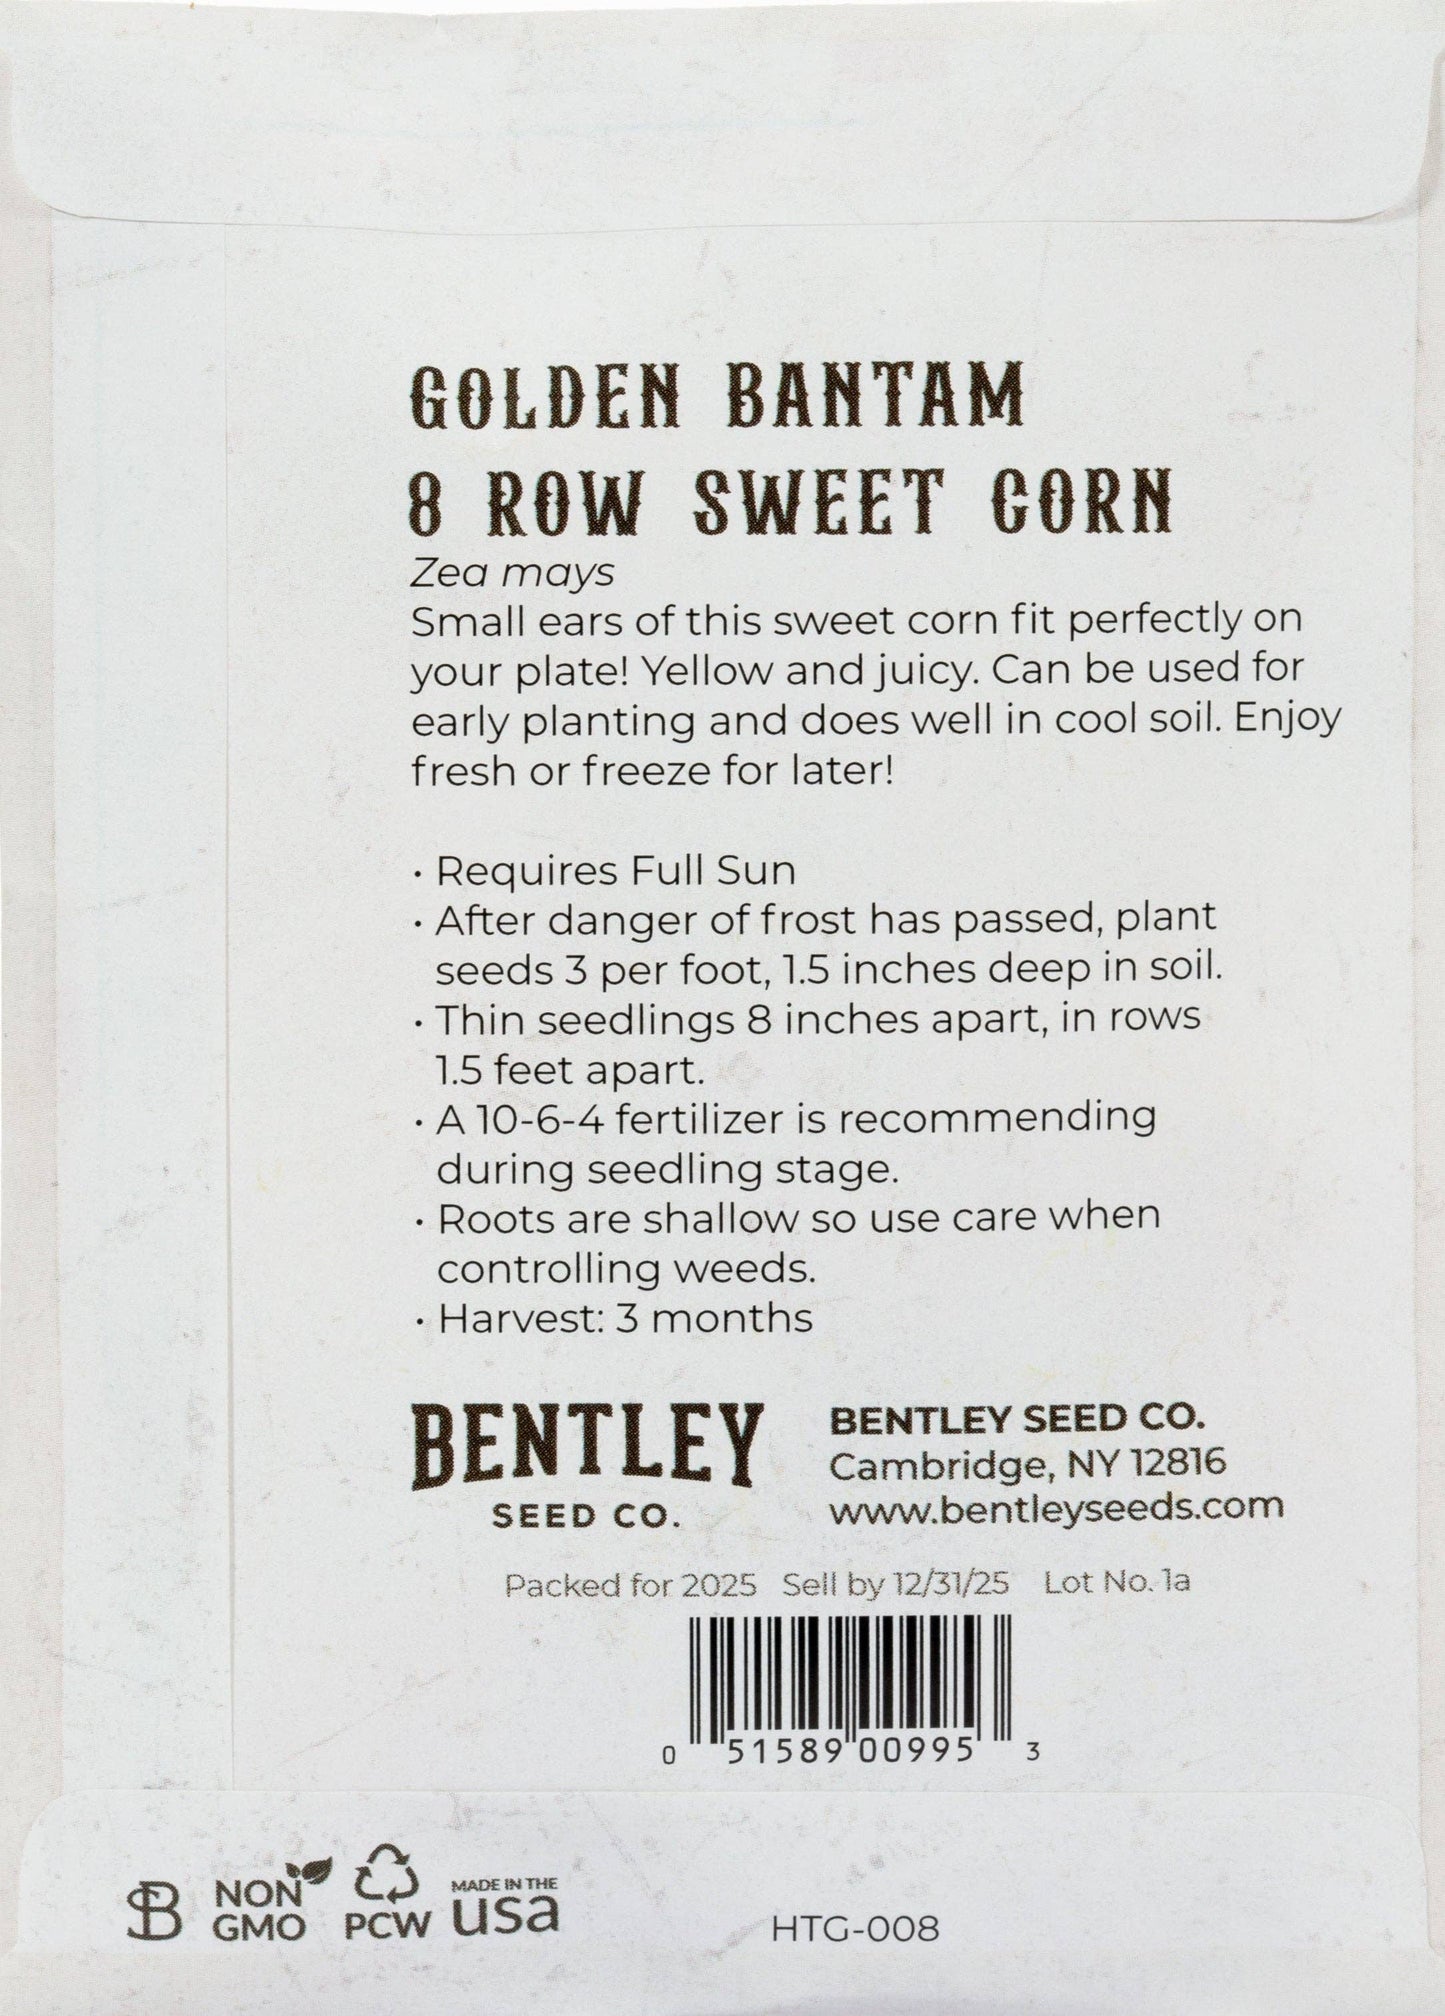 GOLDEN BANTAM
8 ROW SWEET CORN
Zea mays
Small ears of this sweet corn fit perfectly on
your plate! Yellow and juicy. Can be used for
early planting and does well in cool soil. Enjoy
fresh or freeze for later!
· Requires Full Sun
· After danger of frost has passed, plant
seeds 3 per foot, 1.5 inches deep in soil.
· Thin seedlings 8 inches apart, in rows
1.5 feet apart.
· A 10-6-4 fertilizer is recommending
during seedling stage.
· Roots are shallow so use care when
controlling weeds.
· Harvest: 3 months
BENTLEY
SEED CO.
BENTLEY SEED CO.
Cambridge, NY 12816
www.bentleyseeds.com
Packed for 2025 Sell by 12/31/25 Lot No. 1a
0 51589 00995 3
B
NON
GMO
PCW
MADE IN THE
usa
HTG-008